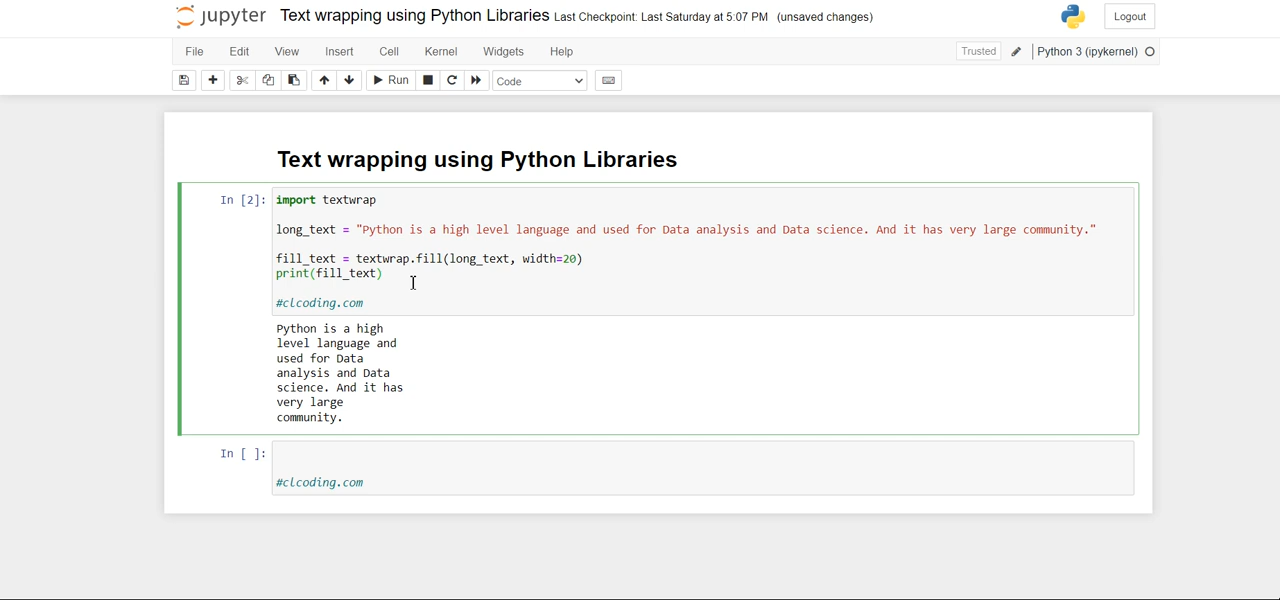 jupyter Text wrapping using Python Libraries Last Checkpoint: Last Saturday at 5:07 PM (unsaved changes) Logout
File Edit View Insert Cell Kernel Widgets Help Trusted Python 3 (ipykernel)
Run Code
Text wrapping using Python Libraries
In [2]: import textwrap
long_text = "Python is a high level language and used for Data analysis and Data science. And it has very large community."
fill_text = textwrap.fill(long_text, width=20)
print(fill_text)
#clcoding.com
Python is a high
level language and
used for Data
analysis and Data
science. And it has
very large
community.
In [ ]:
#clcoding.com